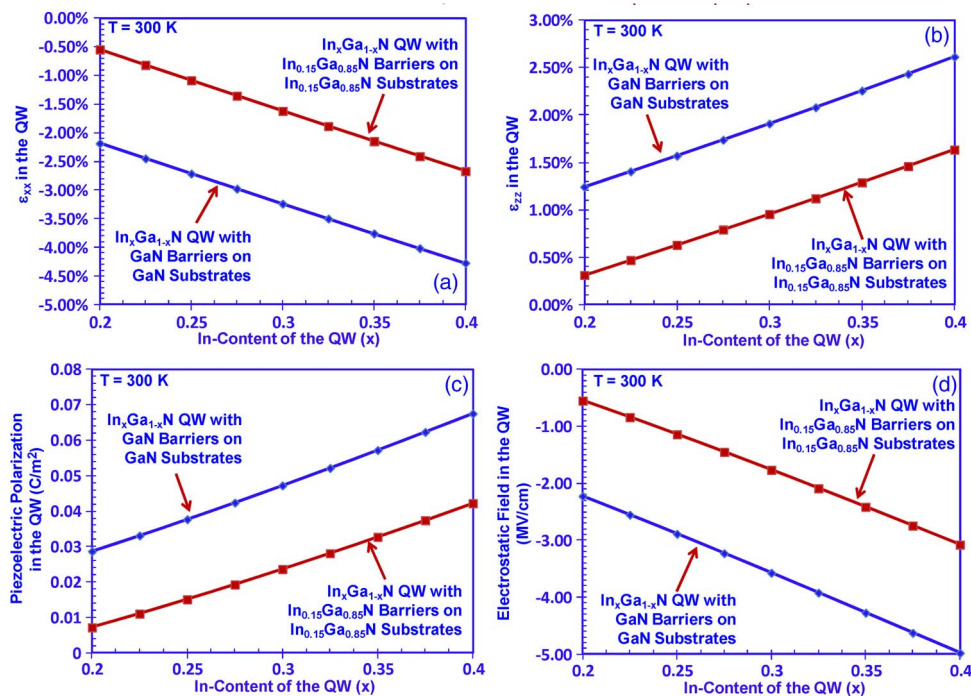 0.00%
-0.50%
-1.00%
-1.50%
-2.00%
-2.50%
-3.00%
-3.50%
-4.00%
-4.50%
-5.00%
εxx in the QW
T = 300 K
InxGa1-xN QW with
In0.15Ga0.85N Barriers on
In0.15Ga0.85N Substrates
InxGa1-xN QW with
GaN Barriers on
GaN Substrates
(a)
0.2 0.25 0.3 0.35 0.4
In-Content of the QW (x)
3.00%
2.50%
2.00%
1.50%
1.00%
0.50%
0.00%
εzz in the QW
T = 300 K
(b)
InxGa1-xN QW with
GaN Barriers on
GaN Substrates
InxGa1-xN QW with
In0.15Ga0.85N Barriers on
In0.15Ga0.85N Substrates
0.2 0.25 0.3 0.35 0.4
In-Content of the QW (x)
0.08
0.07
0.06
0.05
0.04
0.03
0.02
0.01
0
Piezoelectric Polarization
in the QW (C/m²)
T = 300 K
(c)
InxGa1-xN QW with
GaN Barriers on
GaN Substrates
InxGa1-xN QW with
In0.15Ga0.85N Barriers on
In0.15Ga0.85N Substrates
0.2 0.25 0.3 0.35 0.4
In-Content of the QW (x)
0.00
-1.00
-2.00
-3.00
-4.00
-5.00
Electrostatic Field in the QW
(MV/cm)
T = 300 K
(d)
InxGa1-xN QW with
In0.15Ga0.85N Barriers on
In0.15Ga0.85N Substrates
InxGa1-xN QW with
GaN Barriers on
GaN Substrates
0.2 0.25 0.3 0.35 0.4
In-Content of the QW (x)